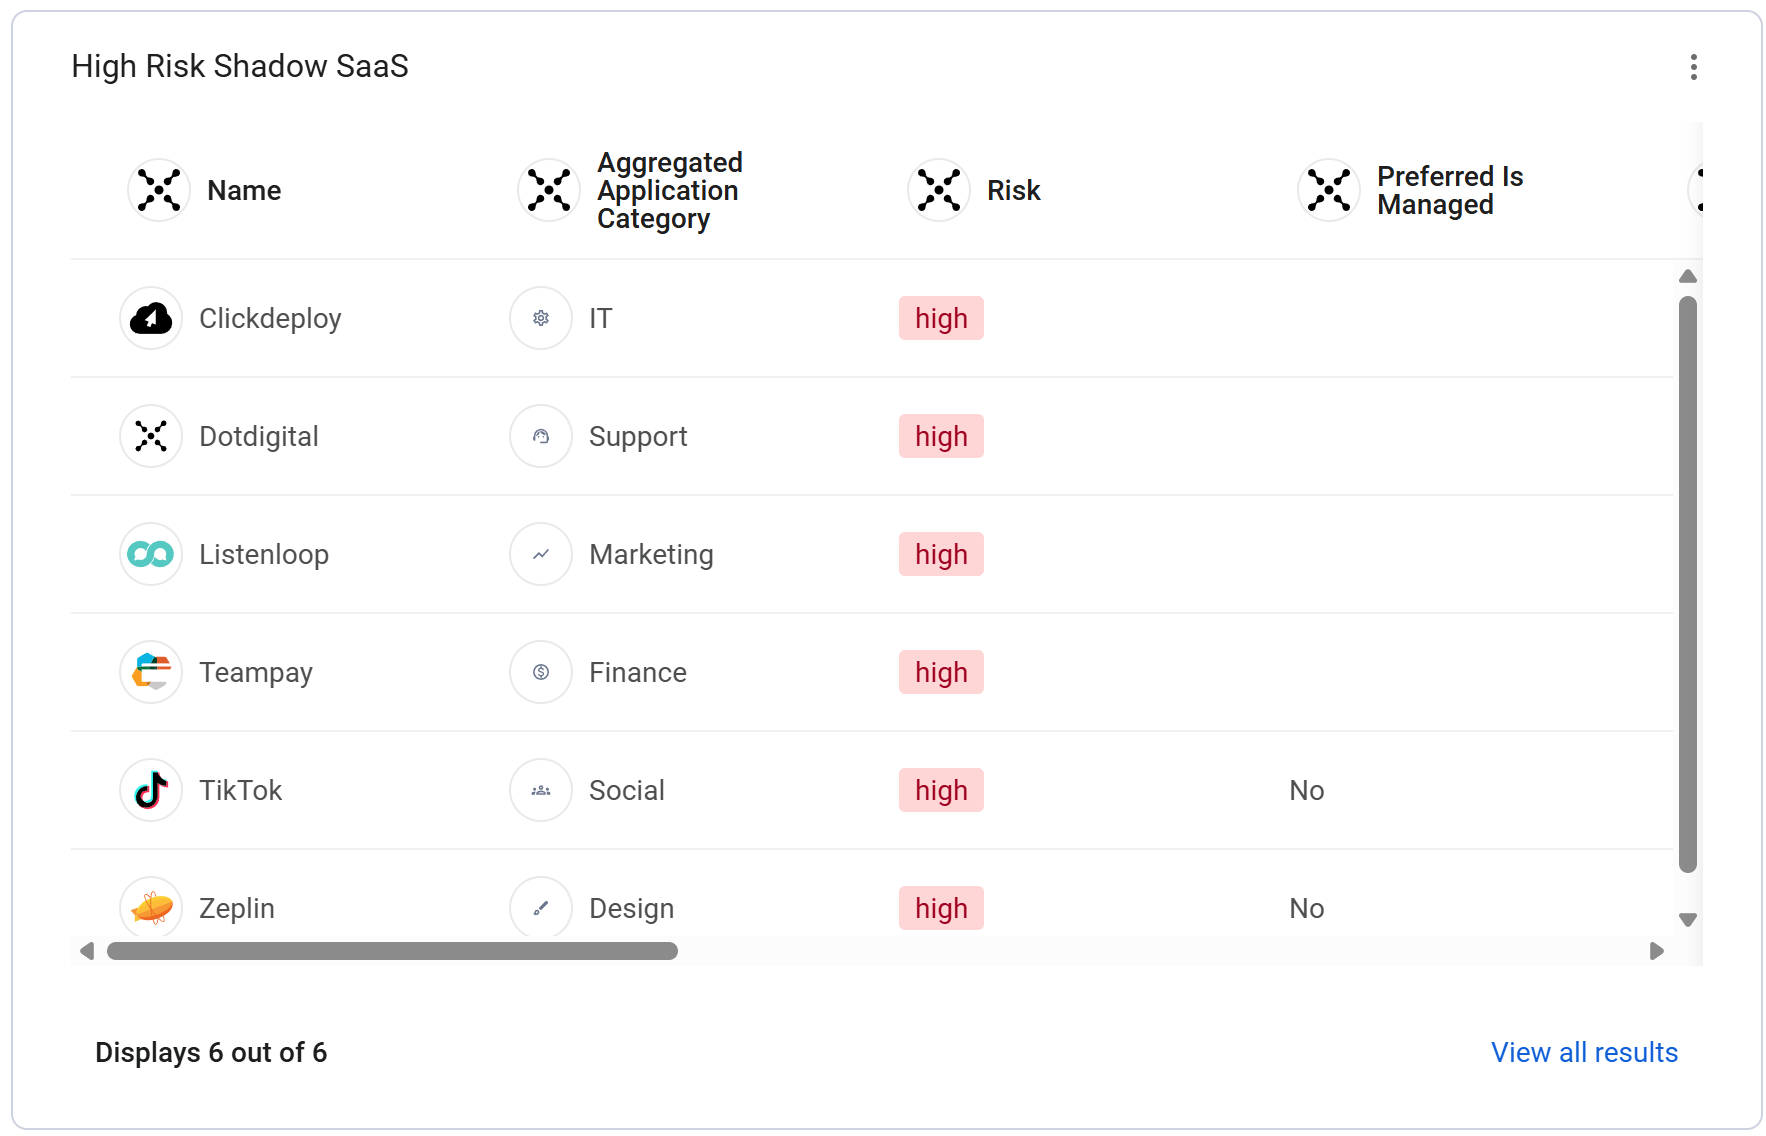 High Risk Shadow SaaS
Name
Aggregated
Application
Category
Risk
Preferred Is
Managed
Clickdeploy IT high
Dotdigital Support high
Listenloop Marketing high
Teampay Finance high
TikTok Social high No
Zeplin Design high No
Displays 6 out of 6
View all results